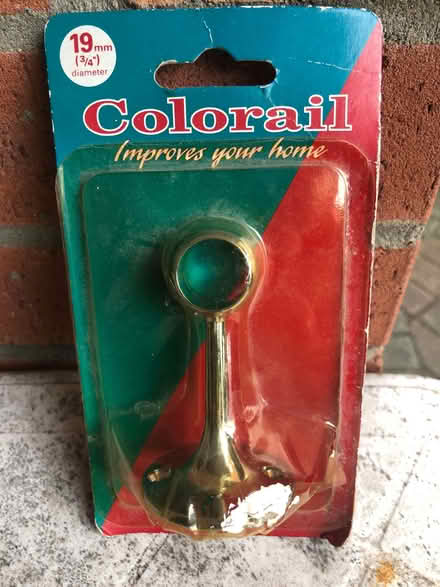 19mm
(3/4")
diameter
Colorail
Improves your home